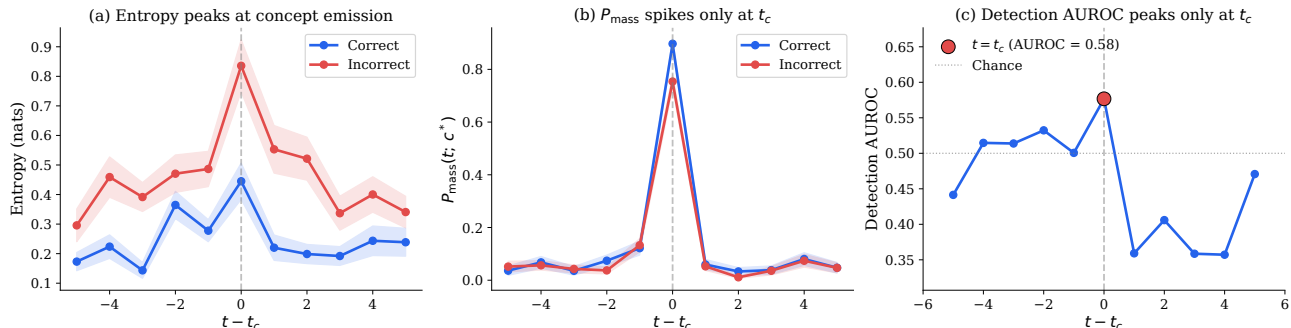 (a) Entropy peaks at concept emission
Entropy (nats)
0.9
0.8
0.7
0.6
0.5
0.4
0.3
0.2
0.1
Correct
Incorrect
−4
−2
0
2
4
t − t_c
(b) P_mass spikes only at t_c
P_mass(t; c*)
0.8
0.6
0.4
0.2
0.0
Correct
Incorrect
−4
−2
0
2
4
t − t_c
(c) Detection AUROC peaks only at t_c
Detection AUROC
0.65
0.60
0.55
0.50
0.45
0.40
0.35
t = t_c (AUROC = 0.58)
Chance
−6
−4
−2
0
2
4
6
t − t_c